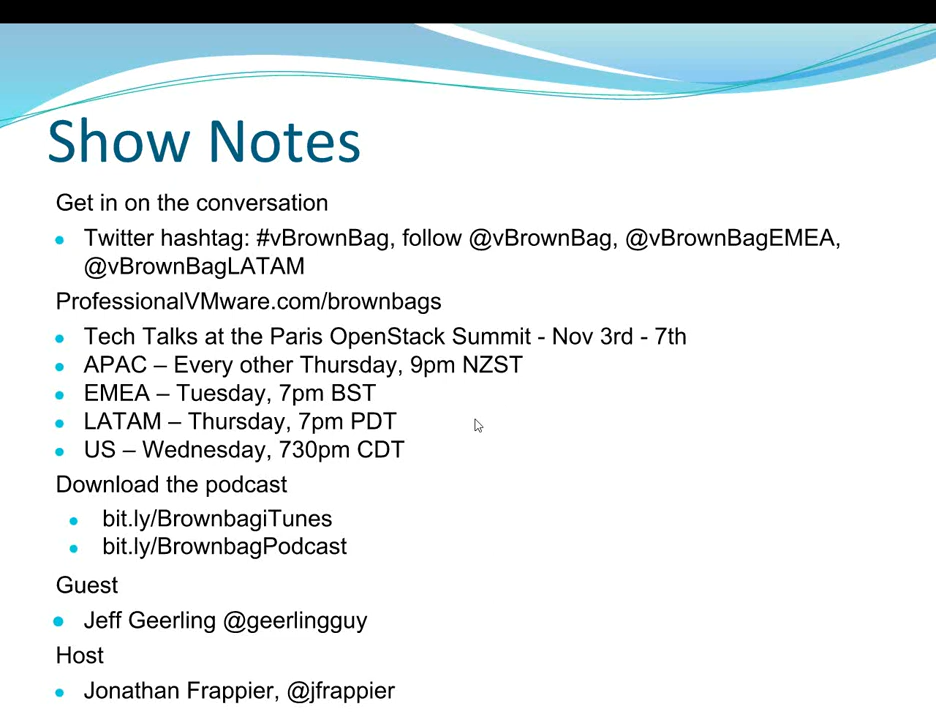 Show Notes
Get in on the conversation
Twitter hashtag: #vBrownBag, follow @vBrownBag, @vBrownBagEMEA,
@vBrownBagLATAM
ProfessionalVMware.com/brownbags
Tech Talks at the Paris OpenStack Summit - Nov 3rd - 7th
APAC – Every other Thursday, 9pm NZST
EMEA – Tuesday, 7pm BST
LATAM – Thursday, 7pm PDT
US – Wednesday, 730pm CDT
Download the podcast
bit.ly/BrownbagiTunes
bit.ly/BrownbagPodcast
Guest
Jeff Geerling @geerlingguy
Host
Jonathan Frappier, @jfrappier